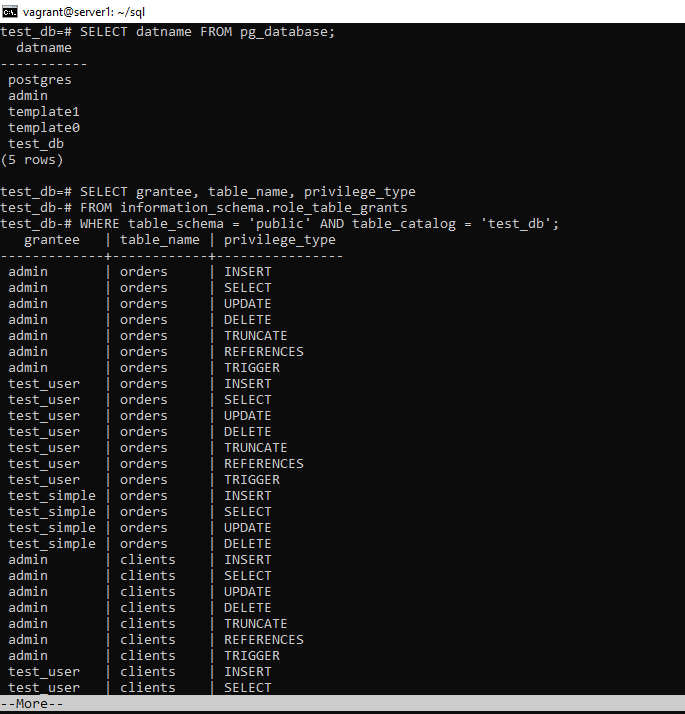 vagrant@server1: ~/sql
test_db=# SELECT datname FROM pg_database;
  datname
-----------
 postgres
 admin
 template1
 template0
 test_db
(5 rows)

test_db=# SELECT grantee, table_name, privilege_type
test_db-# FROM information_schema.role_table_grants
test_db-# WHERE table_schema = 'public' AND table_catalog = 'test_db';
   grantee   | table_name | privilege_type
-------------+------------+----------------
 admin       | orders     | INSERT
 admin       | orders     | SELECT
 admin       | orders     | UPDATE
 admin       | orders     | DELETE
 admin       | orders     | TRUNCATE
 admin       | orders     | REFERENCES
 admin       | orders     | TRIGGER
 test_user   | orders     | INSERT
 test_user   | orders     | SELECT
 test_user   | orders     | UPDATE
 test_user   | orders     | DELETE
 test_user   | orders     | TRUNCATE
 test_user   | orders     | REFERENCES
 test_user   | orders     | TRIGGER
 test_simple | orders     | INSERT
 test_simple | orders     | SELECT
 test_simple | orders     | UPDATE
 test_simple | orders     | DELETE
 admin       | clients    | INSERT
 admin       | clients    | SELECT
 admin       | clients    | UPDATE
 admin       | clients    | DELETE
 admin       | clients    | TRUNCATE
 admin       | clients    | REFERENCES
 admin       | clients    | TRIGGER
 test_user   | clients    | INSERT
 test_user   | clients    | SELECT
--More--